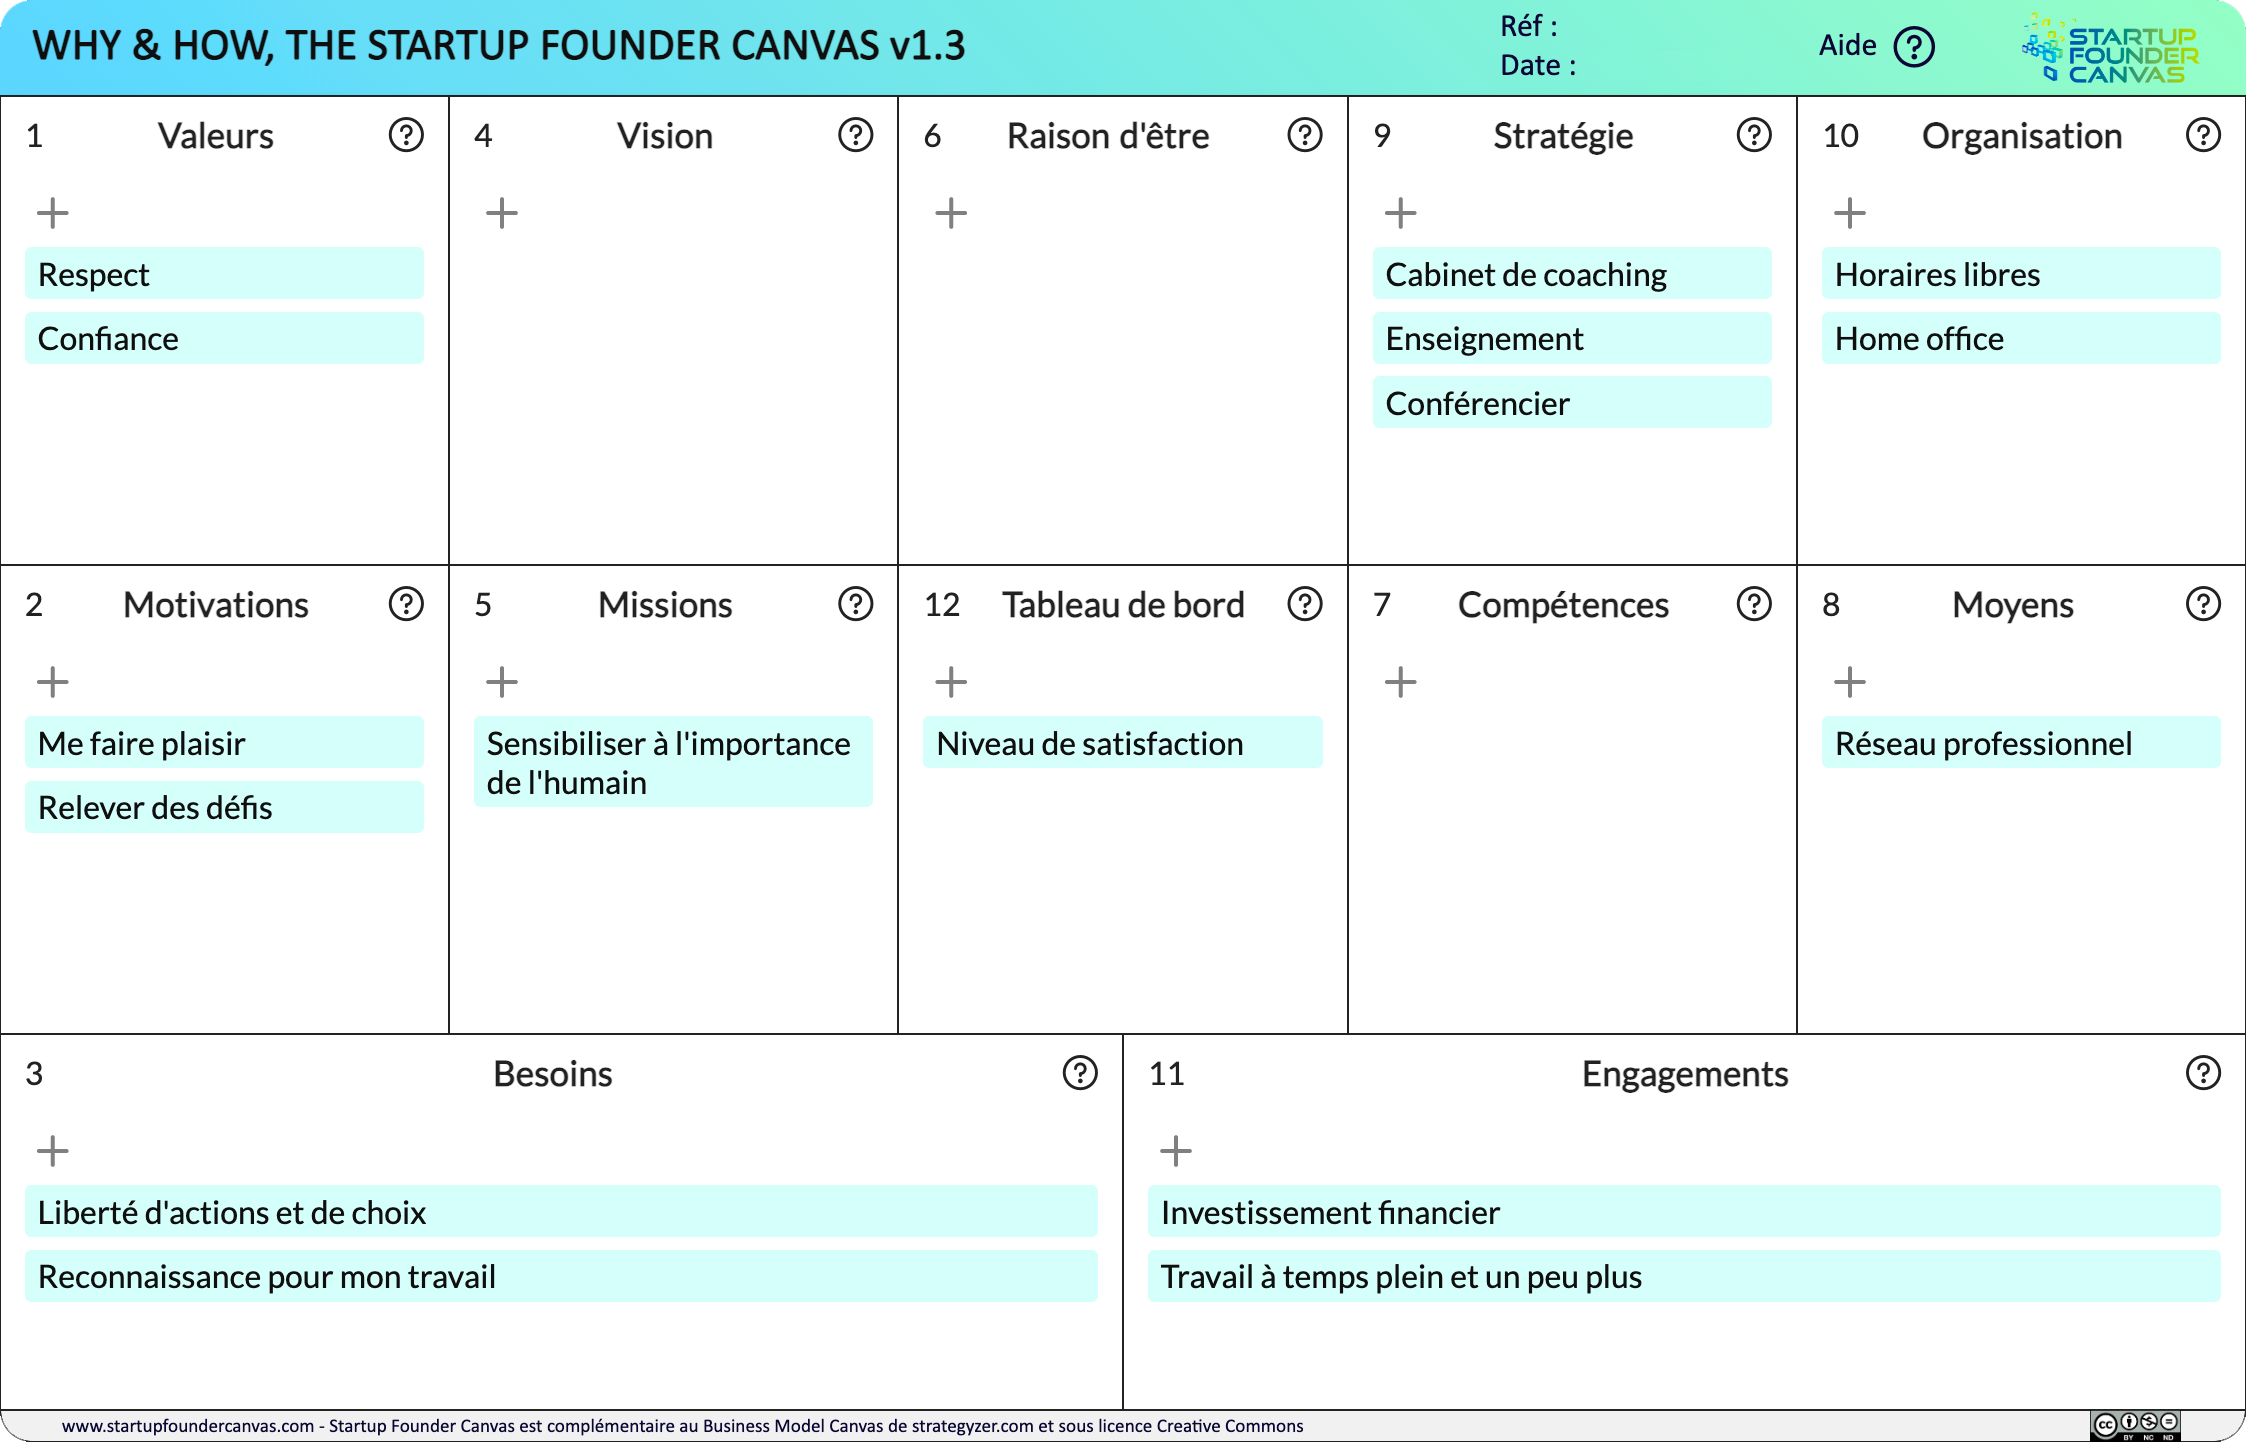 WHY & HOW, THE STARTUP FOUNDER CANVAS v1.3
Réf :
Date :
Aide ?
STARTUP
FOUNDER
CANVAS
1 Valeurs ?
+
Respect
Confiance
4 Vision ?
+
6 Raison d'être ?
+
9 Stratégie ?
+
Cabinet de coaching
Enseignement
Conférencier
10 Organisation ?
+
Horaires libres
Home office
2 Motivations ?
+
Me faire plaisir
Relever des défis
5 Missions ?
+
Sensibiliser à l'importance
de l'humain
12 Tableau de bord ?
+
Niveau de satisfaction
7 Compétences ?
+
8 Moyens ?
+
Réseau professionnel
3 Besoins ?
+
Liberté d'actions et de choix
Reconnaissance pour mon travail
11 Engagements ?
+
Investissement financier
Travail à temps plein et un peu plus
www.startupfoundercanvas.com - Startup Founder Canvas est complémentaire au Business Model Canvas de strategyzer.com et sous licence Creative Commons
cc
BY NC ND